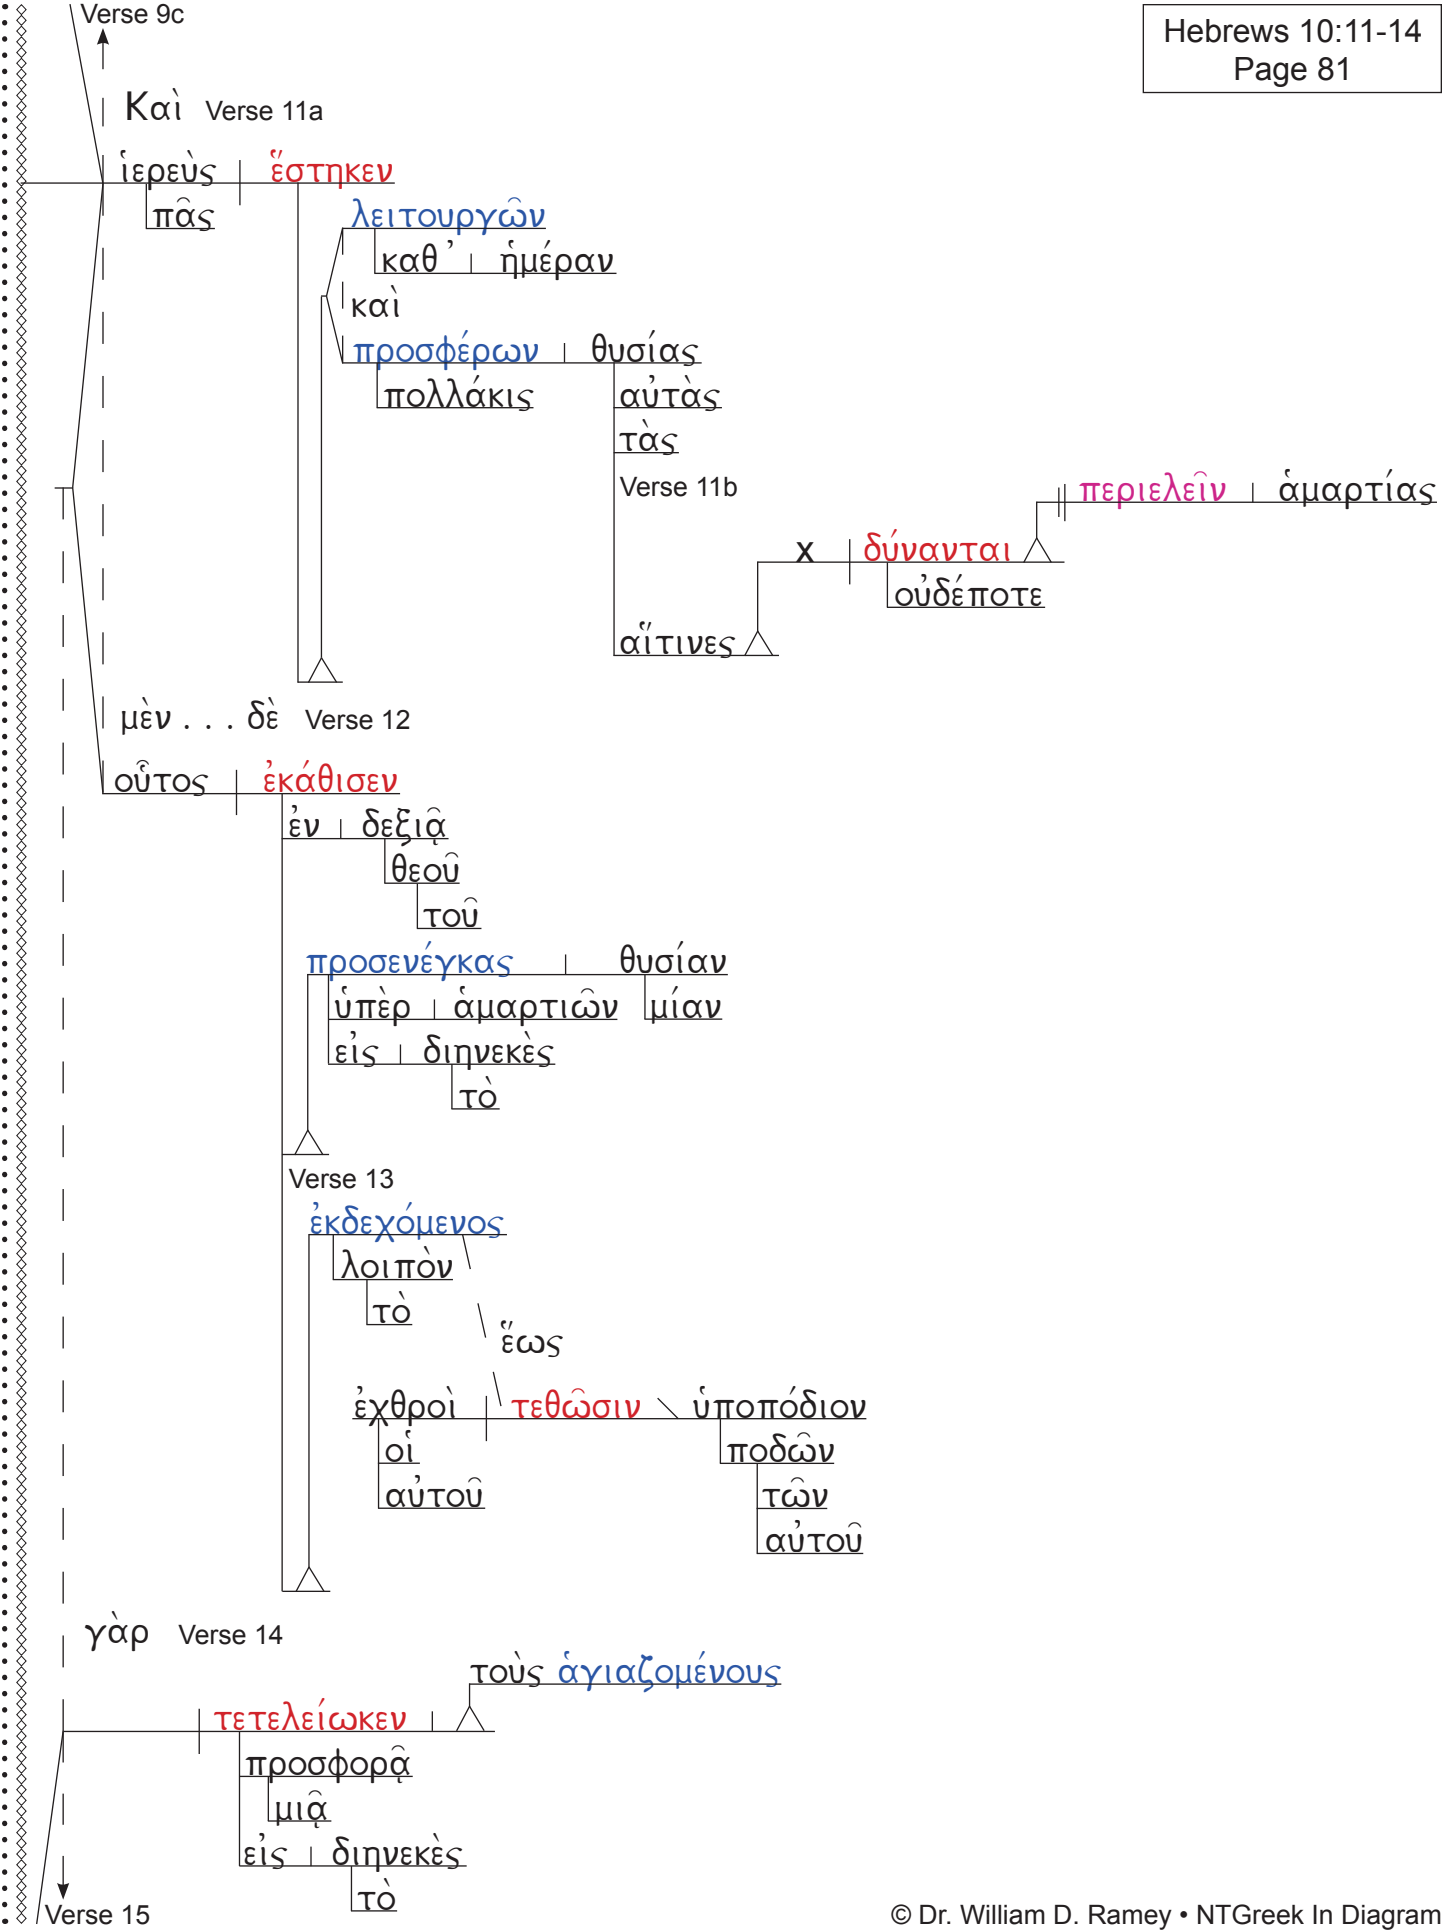 Verse 9c
Hebrews 10:11-14
Page 81
Καὶ Verse 11a
ἱερεὺς ἕστηκεν
πᾶς λειτουργῶν
καθ’ ἡμέραν
καὶ
προσφέρων θυσίας
πολλάκις αὐτὰς
τὰς
Verse 11b περιελεῖν ἁμαρτίας
x δύνανται
οὐδέποτε
αἵτινες
μὲν . . . δὲ Verse 12
οὗτος ἐκάθισεν
ἐν δεξιᾷ
θεοῦ
τοῦ
προσενέγκας θυσίαν
ὑπὲρ ἁμαρτιῶν μίαν
εἰς διηνεκὲς
τὸ
Verse 13
ἐκδεχόμενος
λοιπὸν
τὸ
ἕως
ἐχθροὶ τεθῶσιν ὑποπόδιον
οἱ ποδῶν
αὐτοῦ τῶν
αὐτοῦ
γὰρ Verse 14
τοὺς ἁγιαζομένους
τετελείωκεν
προσφορᾷ
μιᾷ
εἰς διηνεκὲς
τὸ
Verse 15
© Dr. William D. Ramey • NTGreek In Diagram